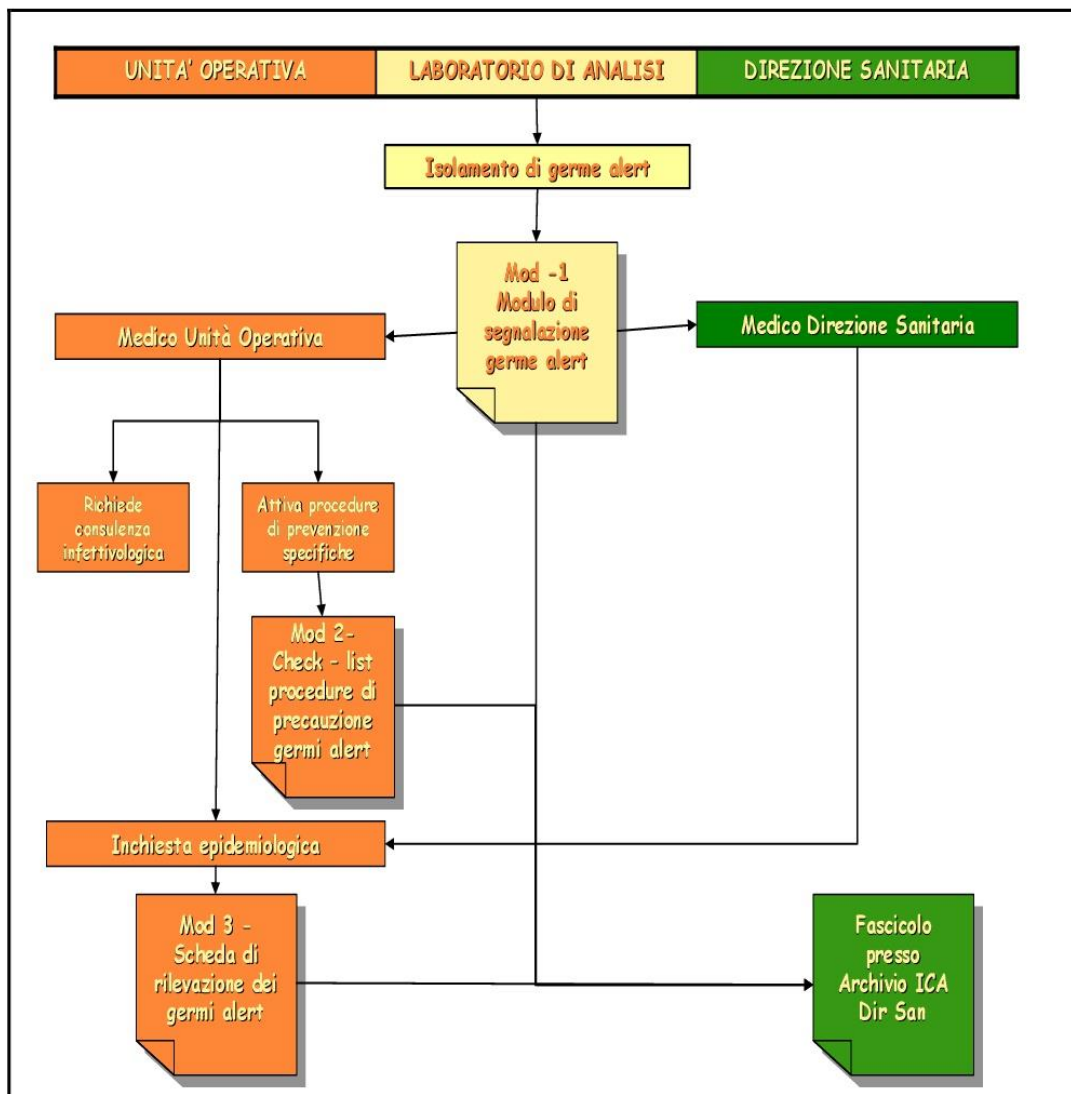 UNITA' OPERATIVA
LABORATORIO DI ANALISI
DIREZIONE SANITARIA
Isolamento di germe alert
Mod -1
Modulo di
segnalazione
germe alert
Medico Unità Operativa
Medico Direzione Sanitaria
Richiede
consulenza
infettivologica
Attiva procedure
di prevenzione
specifiche
Mod 2-
Check - list
procedure di
precauzione
germi alert
Inchiesta epidemiologica
Mod 3 -
Scheda di
rilevazione dei
germi alert
Fascicolo
presso
Archivio ICA
Dir San